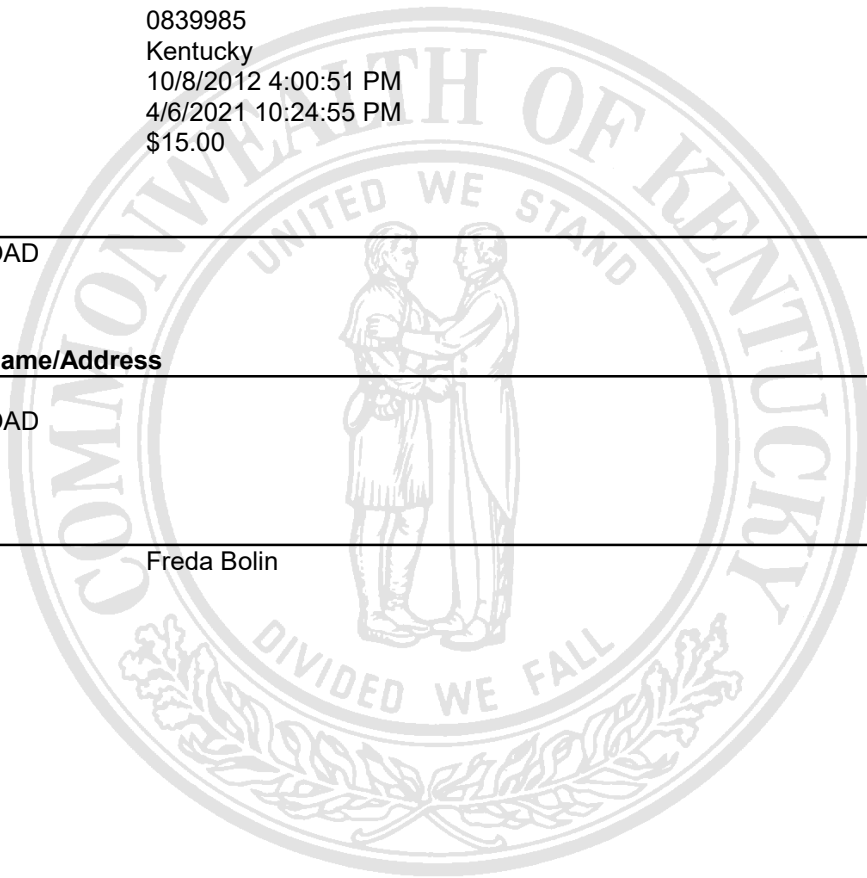 0839985
Kentucky
10/8/2012 4:00:51 PM
4/6/2021 10:24:55 PM
$15.00
OAD
ame/Address
OAD
Freda Bolin
COMMONWEALTH OF KENTUCKY
UNITED WE STAND
DIVIDED WE FALL